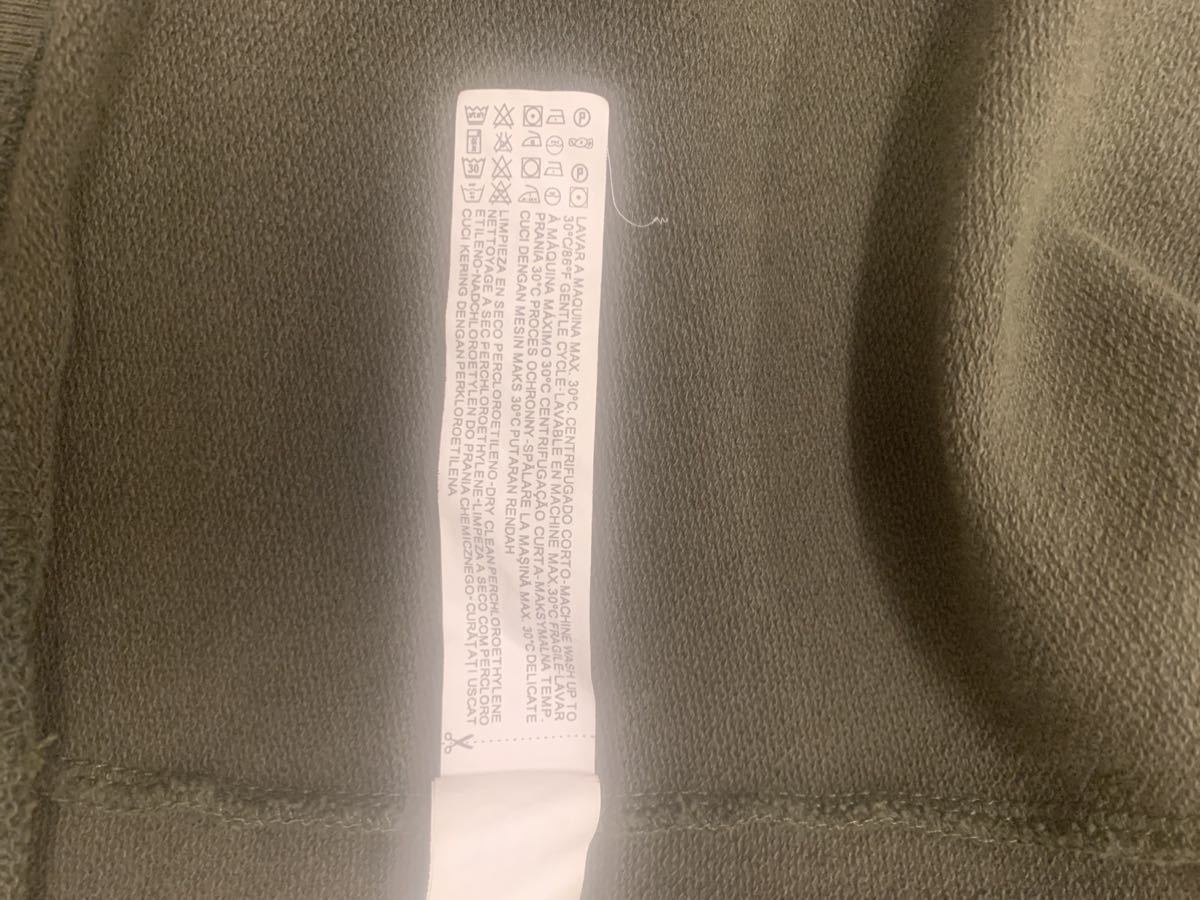 LAVAR A MAQUINA MAX. 30°C. CENTRIFUGADO CORTO-MACHINE WASH UP TO
30°C/86°F GENTLE CYCLE-LAVABLE EN MACHINE MAX.30°C FRAGILE-LAVAR
À MÁQUINA MÁXIMO 30°C CENTRIFUGAÇÃO CURTA-MAKSYMALNA TEMP.
PRANIA 30°C PROCES OCHRONNY-SPĂLARE LA MAŞINĂ MAX. 30°C DELICATE
CUCI DENGAN MESIN MAKS 30°C PUTARAN RENDAH
LIMPIEZA EN SECO PERCLOROETILENO-DRY CLEAN PERCHLOROETHYLENE
NETTOYAGE A SEC PERCHLOROETHYLENE-LIMPEZA A SECO COM PERCLORO
ETILENO-NADCHLOROETYLEN DO PRANIA CHEMICZNEGO-CURĂTATI USCAT
CUCI KERING DENGAN PERKLOROETILENA